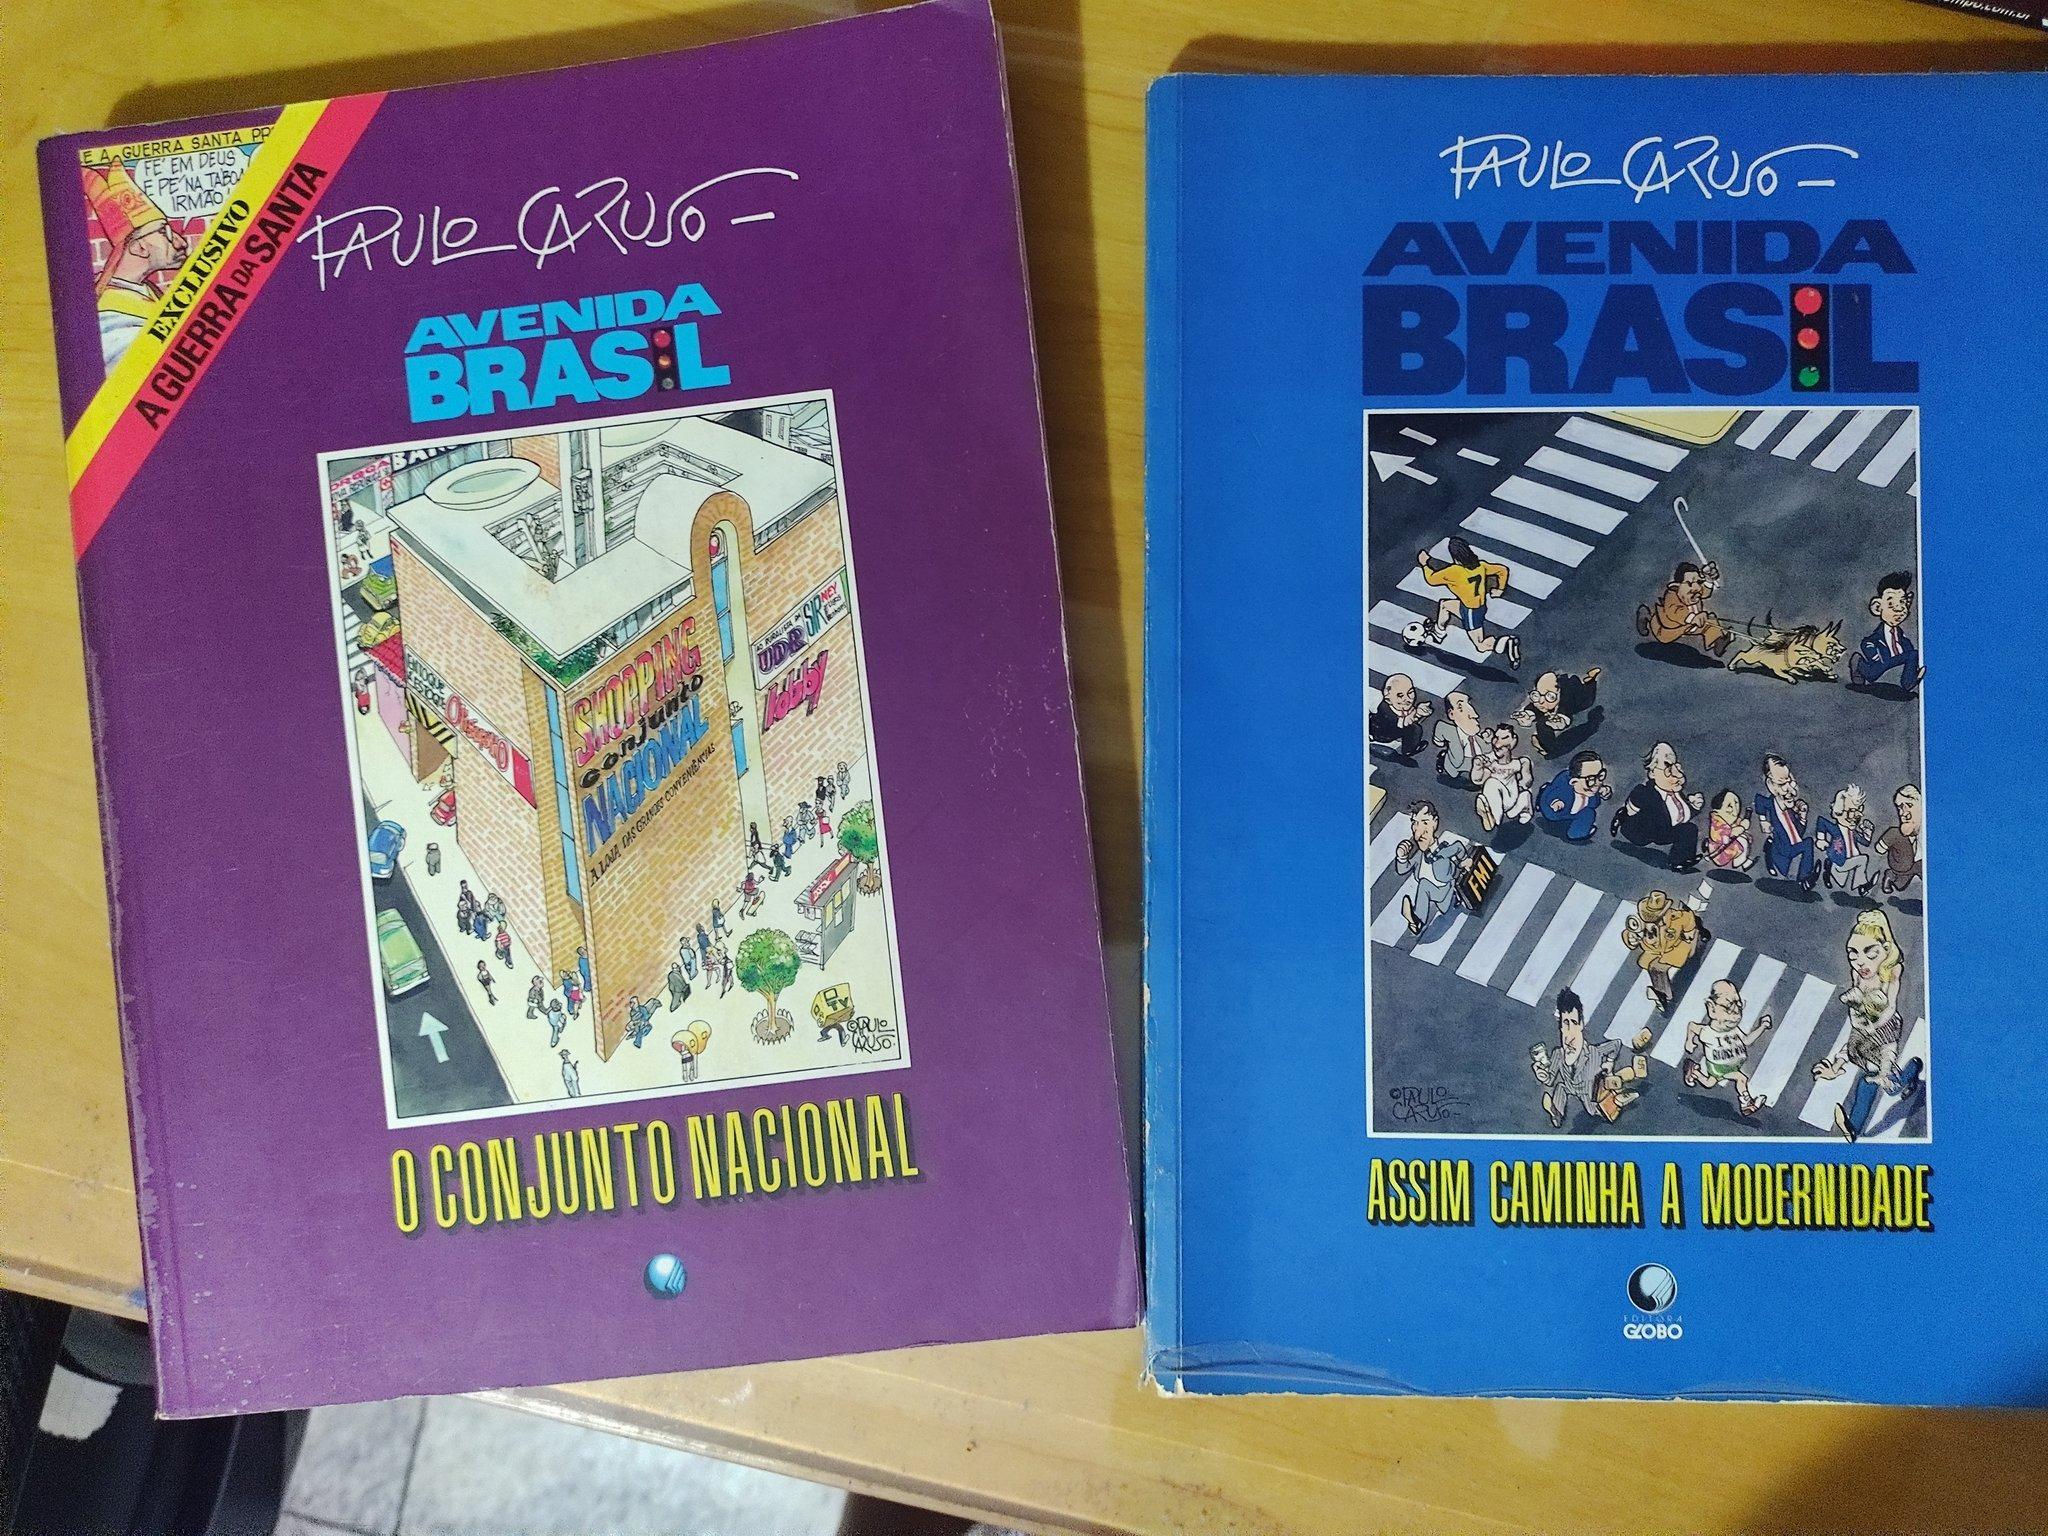 E A GUERRA SANTA PR
FÉ EM DEUS
E PÉ NA TABOA
IRMÃO!
EXCLUSIVO
A GUERRA DA SANTA
PAULO CARUSO
AVENIDA
BRASIL
SHOPPING
conjunto
NACIONAL
A LOJA DAS GRANDES CONVENIÊNCIAS
UDR
lobby
TV
©PAULO
CARUSO
O CONJUNTO NACIONAL
PAULO CARUSO
AVENIDA
BRASIL
7
FMI
©PAULO
CARUSO
ASSIM CAMINHA A MODERNIDADE
EDITORA
GLOBO